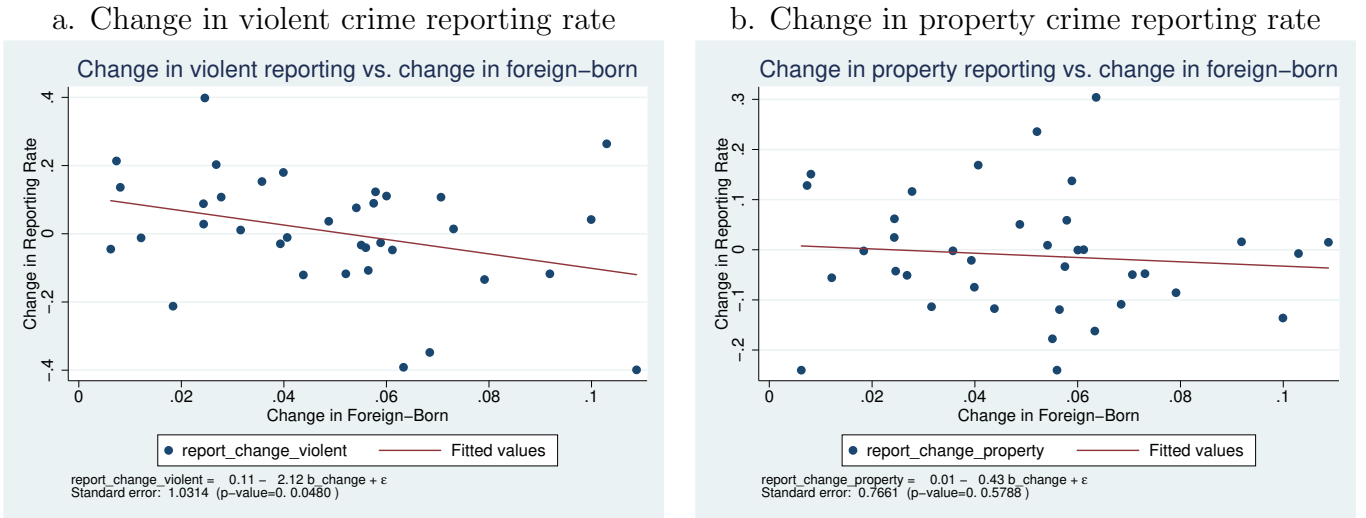 a. Change in violent crime reporting rate
Change in violent reporting vs. change in foreign−born
Change in Reporting Rate
.4
.2
0
−.2
−.4
0 .02 .04 .06 .08 .1
Change in Foreign−Born
report_change_violent Fitted values
report_change_violent = 0.11 − 2.12 b_change + ε
Standard error: 1.0314 (p−value=0. 0.0480 )
b. Change in property crime reporting rate
Change in property reporting vs. change in foreign−born
Change in Reporting Rate
.3
.2
.1
0
−.1
−.2
0 .02 .04 .06 .08 .1
Change in Foreign−Born
report_change_property Fitted values
report_change_property = 0.01 − 0.43 b_change + ε
Standard error: 0.7661 (p−value=0. 0.5788 )